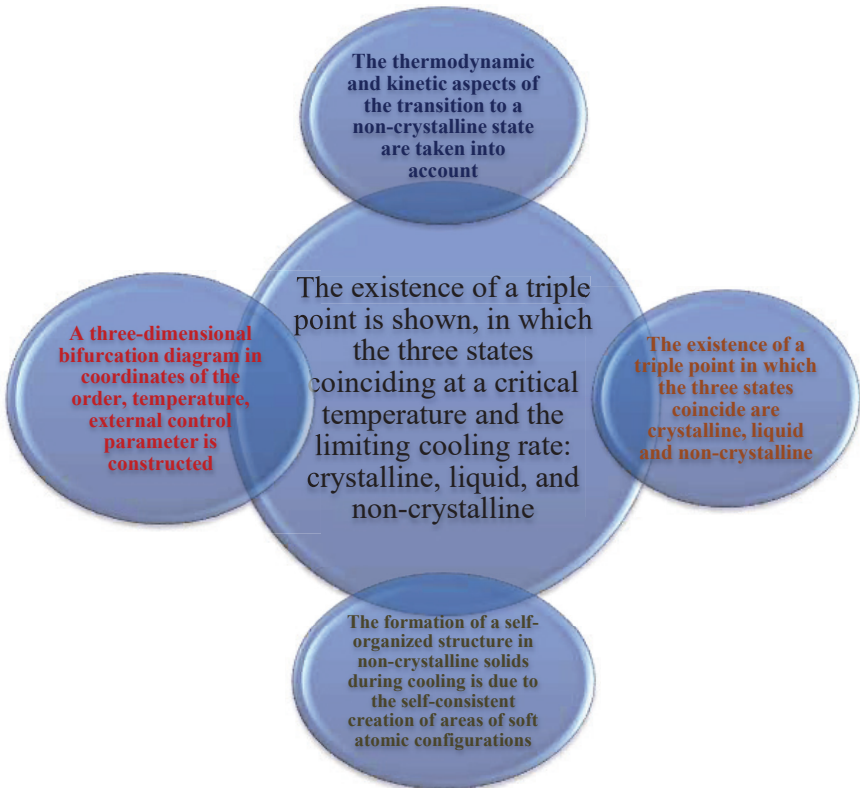 The thermodynamic
and kinetic aspects of
the transition to a
non-crystalline state
are taken into
account
The existence of a triple
point is shown, in which
the three states
coinciding at a critical
temperature and the
limiting cooling rate:
crystalline, liquid, and
non-crystalline
A three-dimensional
bifurcation diagram in
coordinates of the
order, temperature,
external control
parameter is
constructed
The existence of a
triple point in which
the three states
coincide are
crystalline, liquid
and non-crystalline
The formation of a self-
organized structure in
non-crystalline solids
during cooling is due to
the self-consistent
creation of areas of soft
atomic configurations